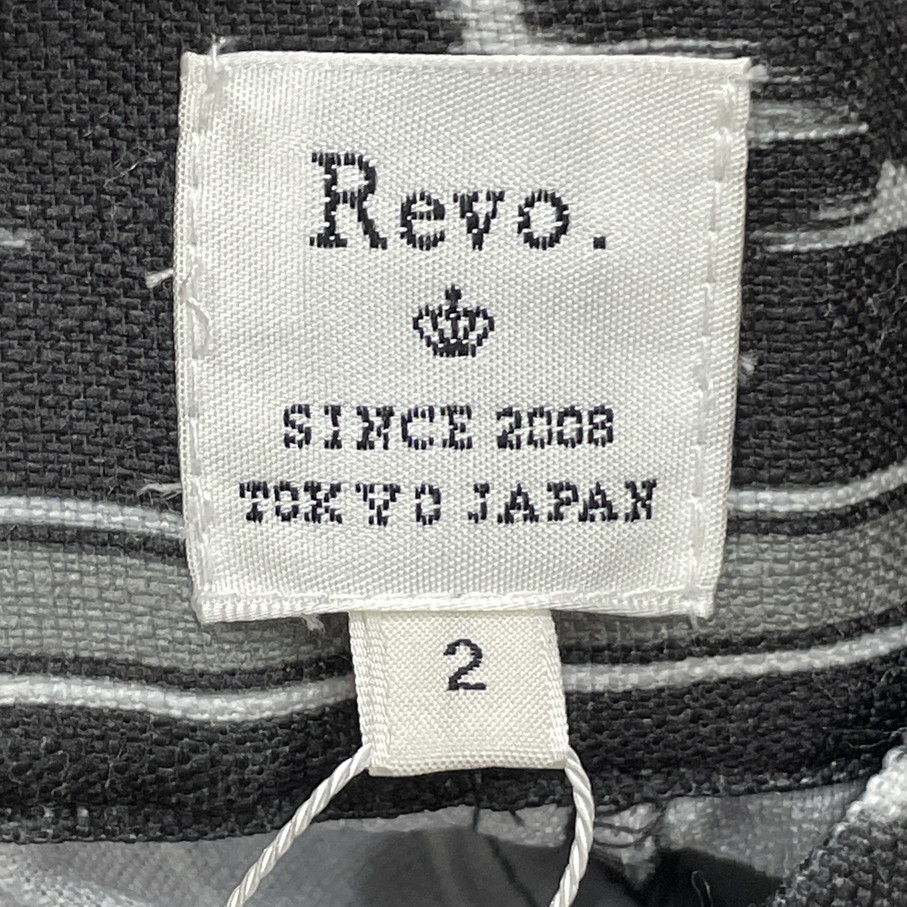 Revo.
SINCE 2008
TOKYO JAPAN
2